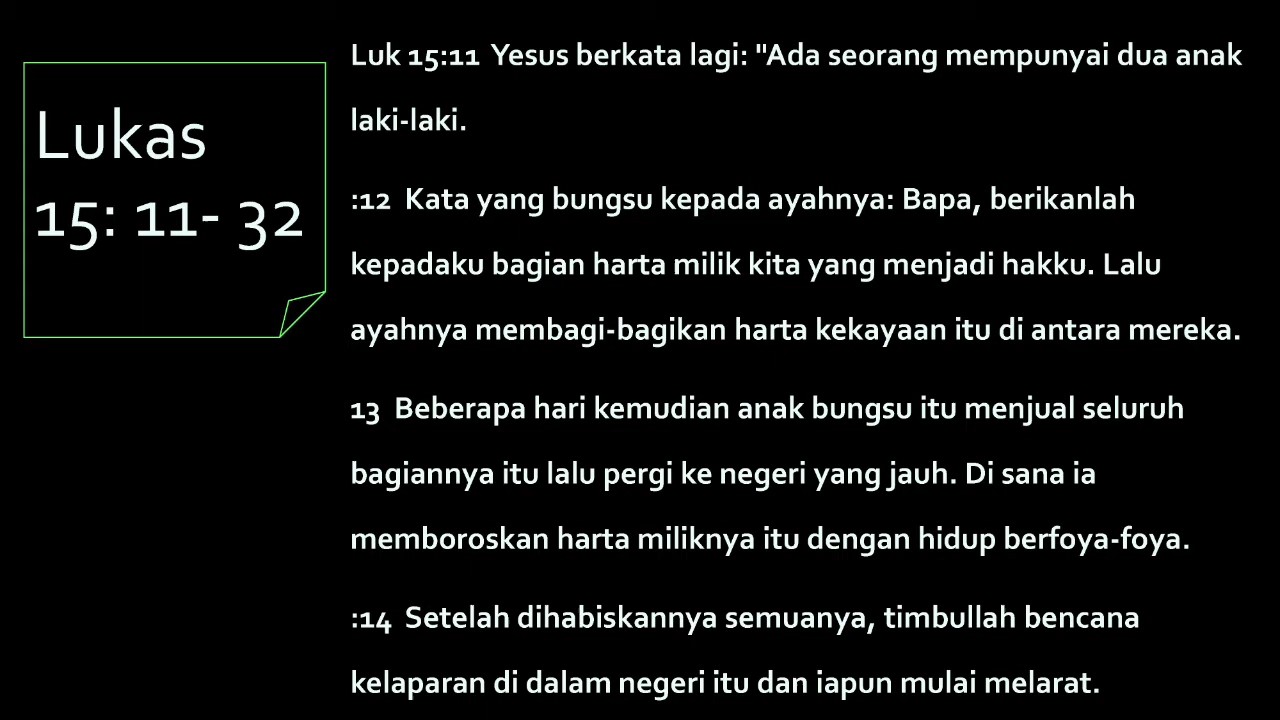 Lukas
15: 11- 32
Luk 15:11 Yesus berkata lagi: "Ada seorang mempunyai dua anak
laki-laki.
:12 Kata yang bungsu kepada ayahnya: Bapa, berikanlah
kepadaku bagian harta milik kita yang menjadi hakku. Lalu
ayahnya membagi-bagikan harta kekayaan itu di antara mereka.
13 Beberapa hari kemudian anak bungsu itu menjual seluruh
bagiannya itu lalu pergi ke negeri yang jauh. Di sana ia
memboroskan harta miliknya itu dengan hidup berfoya-foya.
:14 Setelah dihabiskannya semuanya, timbullah bencana
kelaparan di dalam negeri itu dan iapun mulai melarat.